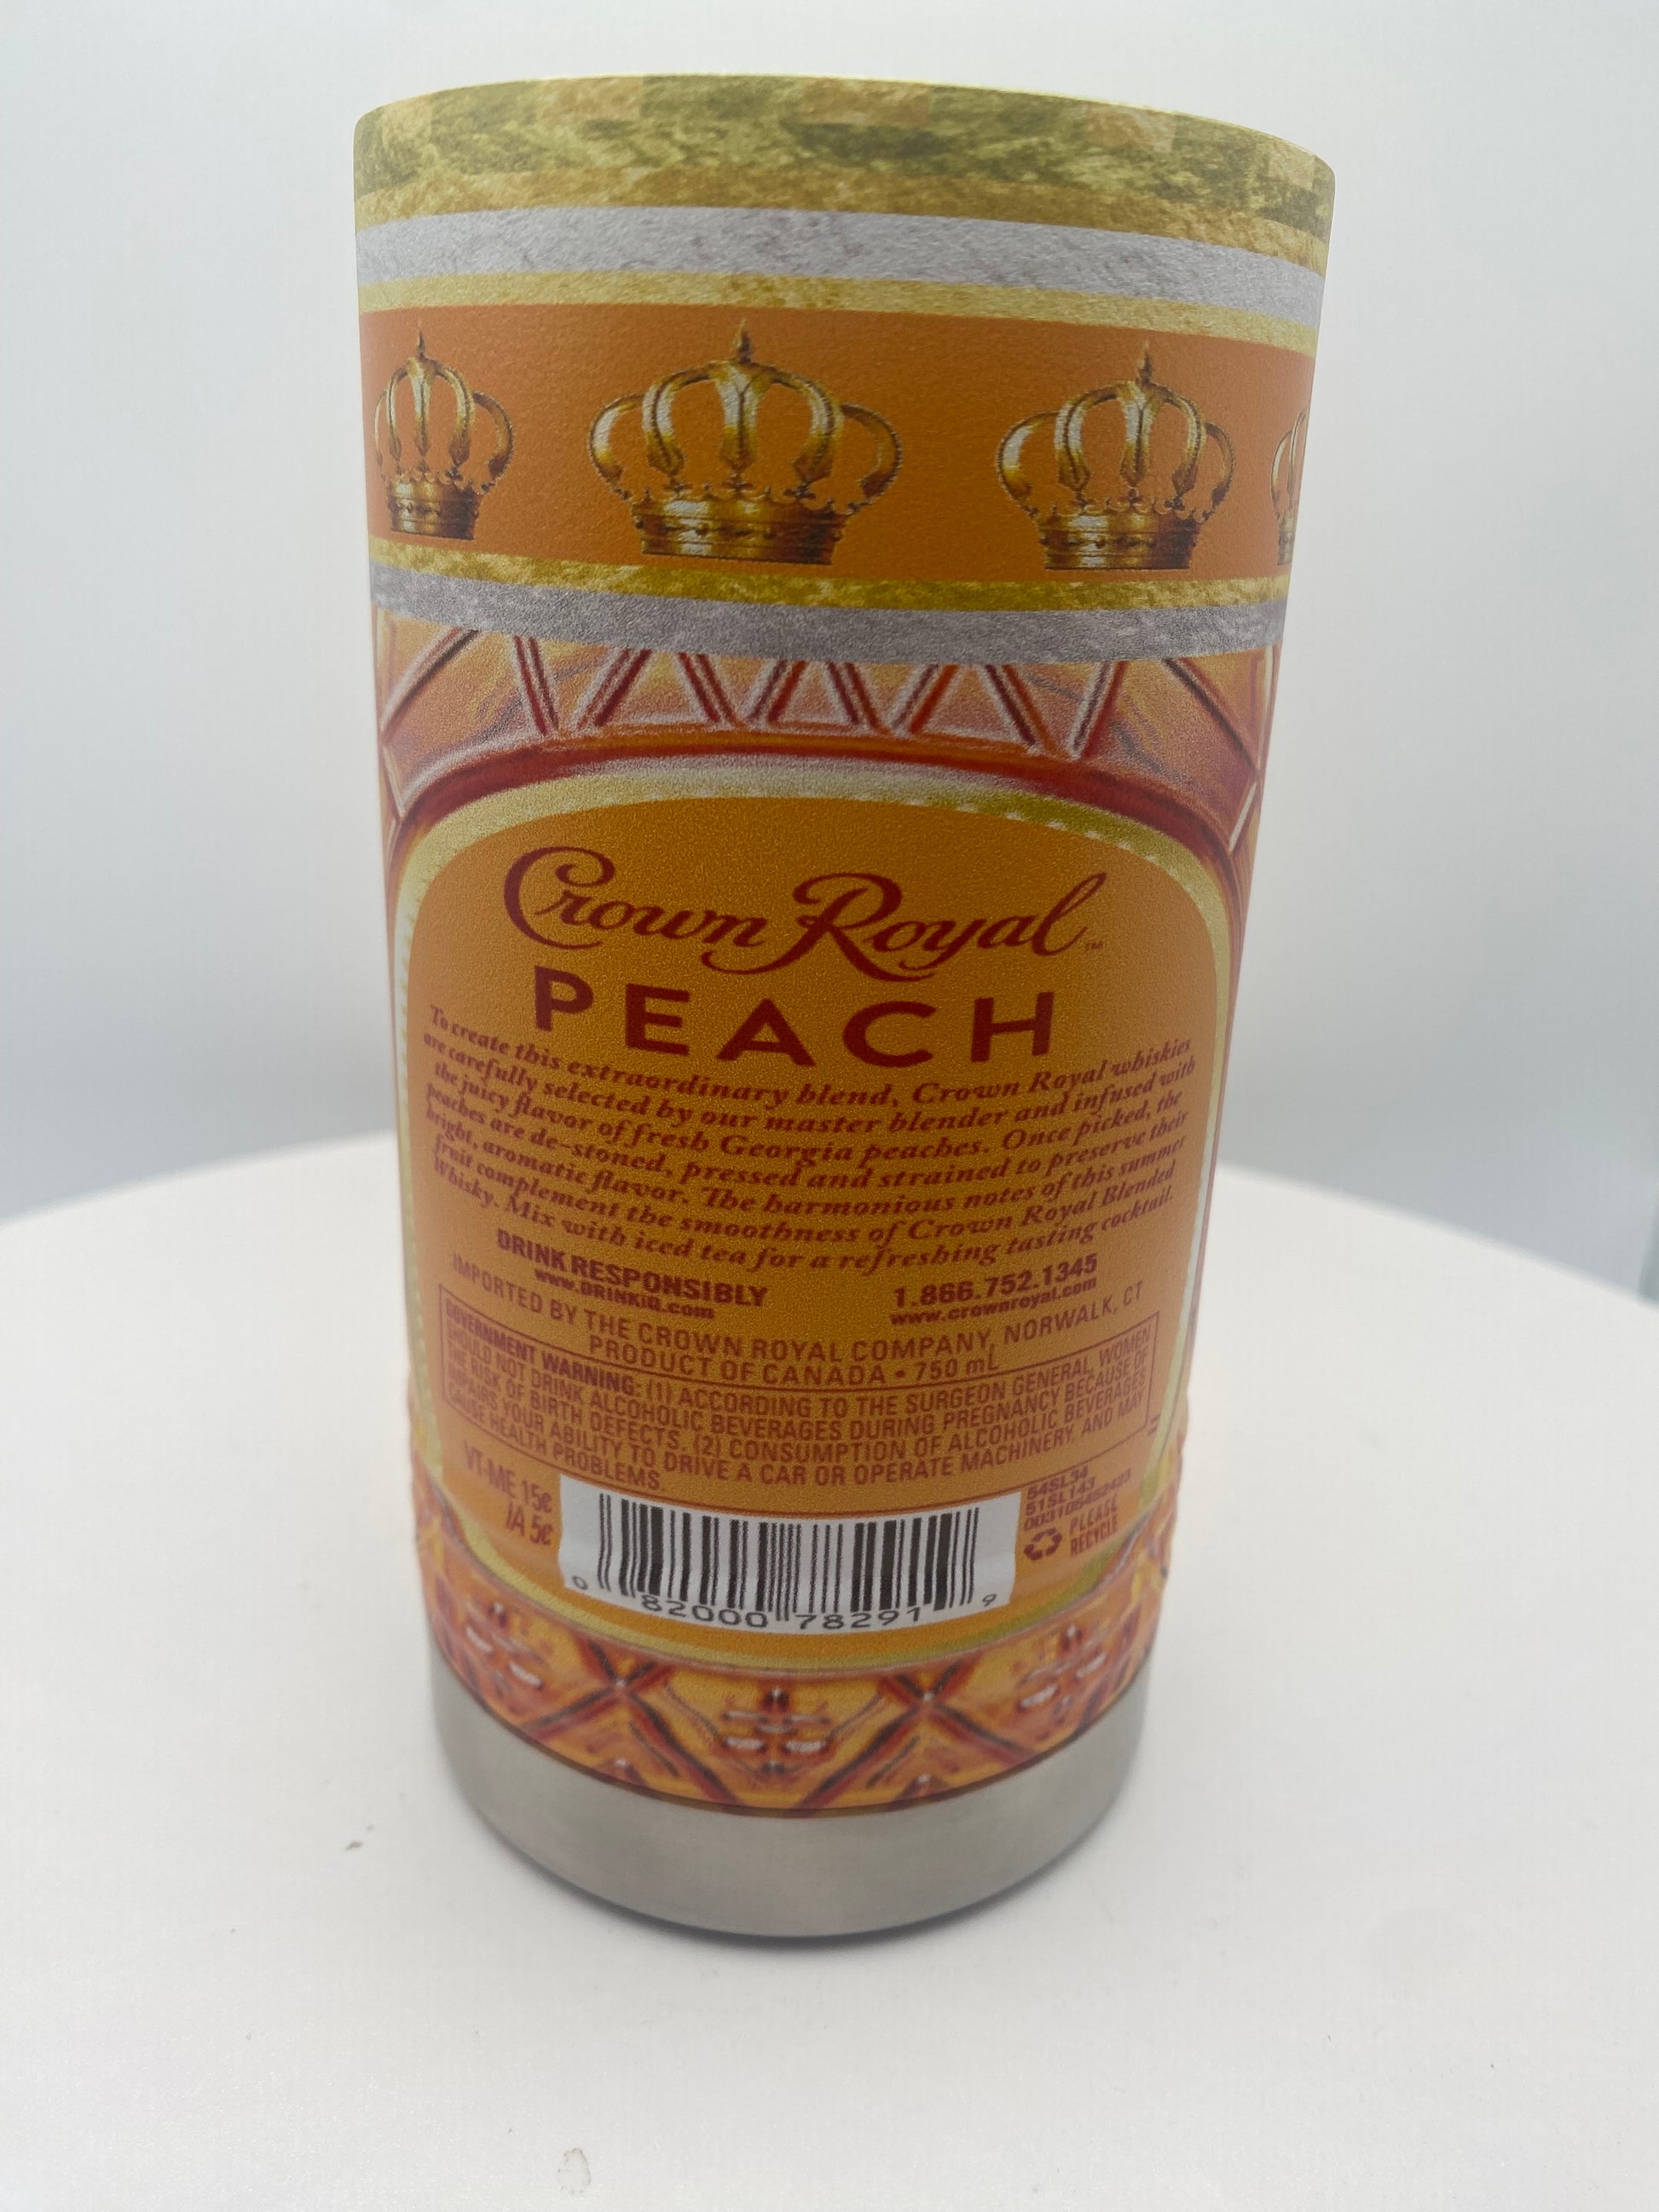 Crown Royal™
PEACH
To create this extraordinary blend, Crown Royal whiskies
are carefully selected by our master blender and infused with
the juicy flavor of fresh Georgia peaches. Once picked, the
peaches are de-stoned, pressed and strained to preserve their
bright, aromatic flavor. The harmonious notes of this summer
fruit complement the smoothness of Crown Royal Blended
Whisky. Mix with iced tea for a refreshing tasting cocktail.
DRINK RESPONSIBLY 1.866.752.1345
www.DRINKiQ.com www.crownroyal.com
IMPORTED BY THE CROWN ROYAL COMPANY, NORWALK, CT
PRODUCT OF CANADA • 750 mL
GOVERNMENT WARNING: (1) ACCORDING TO THE SURGEON GENERAL, WOMEN
SHOULD NOT DRINK ALCOHOLIC BEVERAGES DURING PREGNANCY BECAUSE OF
THE RISK OF BIRTH DEFECTS. (2) CONSUMPTION OF ALCOHOLIC BEVERAGES
IMPAIRS YOUR ABILITY TO DRIVE A CAR OR OPERATE MACHINERY, AND MAY
CAUSE HEALTH PROBLEMS.
VT-ME 15¢
IA 5¢
54SL34
51SL143
PLEASE
RECYCLE
0 82000 78291 9